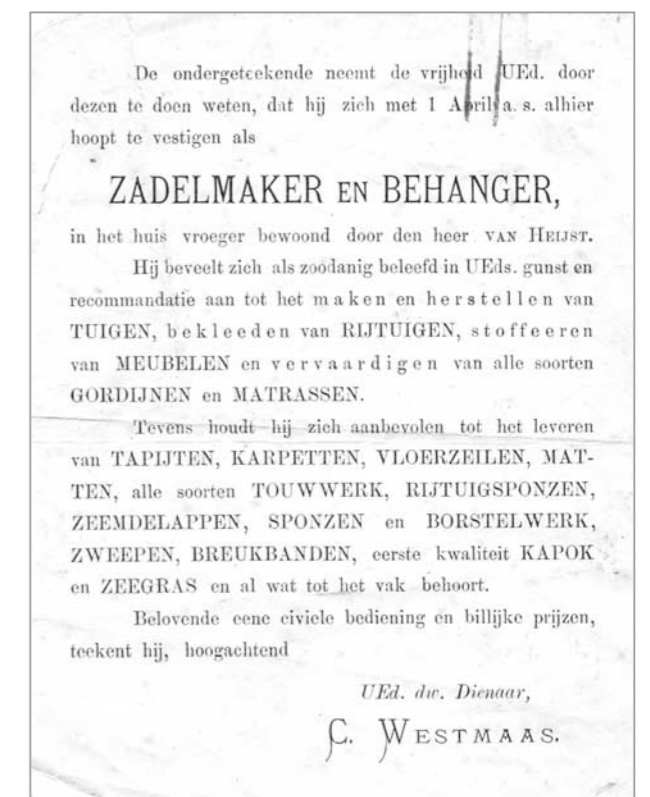 De ondergeteekende neemt de vrijheid UEd. door
dezen te doen weten, dat hij zich met 1 April a. s. alhier
hoopt te vestigen als
ZADELMAKER EN BEHANGER,
in het huis vroeger bewoond door den heer VAN HEIJST.
Hij beveelt zich als zoodanig beleefd in UEds. gunst en
recommandatie aan tot het maken en herstellen van
TUIGEN, bekleeden van RIJTUIGEN, stoffeeren
van MEUBELEN en vervaardigen van alle soorten
GORDIJNEN en MATRASSEN.
Tevens houdt hij zich aanbevolen tot het leveren
van TAPIJTEN, KARPETTEN, VLOERZEILEN, MAT-
TEN, alle soorten TOUWWERK, RIJTUIGSPONZEN,
ZEEMDELAPPEN, SPONZEN en BORSTELWERK,
ZWEEPEN, BREUKBANDEN, eerste kwaliteit KAPOK
en ZEEGRAS en al wat tot het vak behoort.
Belovende eene civiele bediening en billijke prijzen,
teekent hij, hoogachtend
UEd. dw. Dienaar,
C. WESTMAAS.